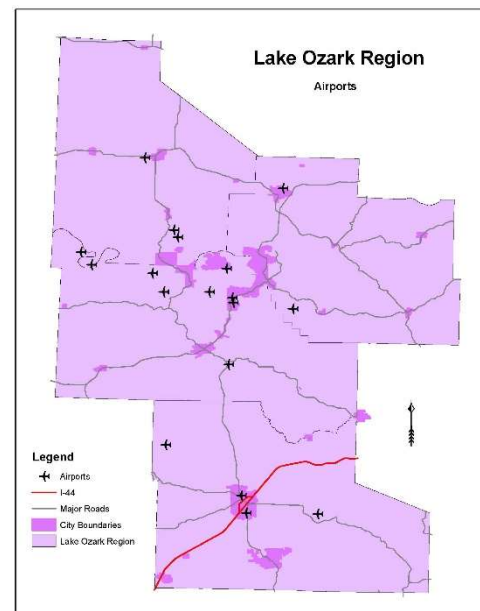 Lake Ozark Region
Airports
Legend
Airports
I-44
Major Roads
City Boundaries
Lake Ozark Region